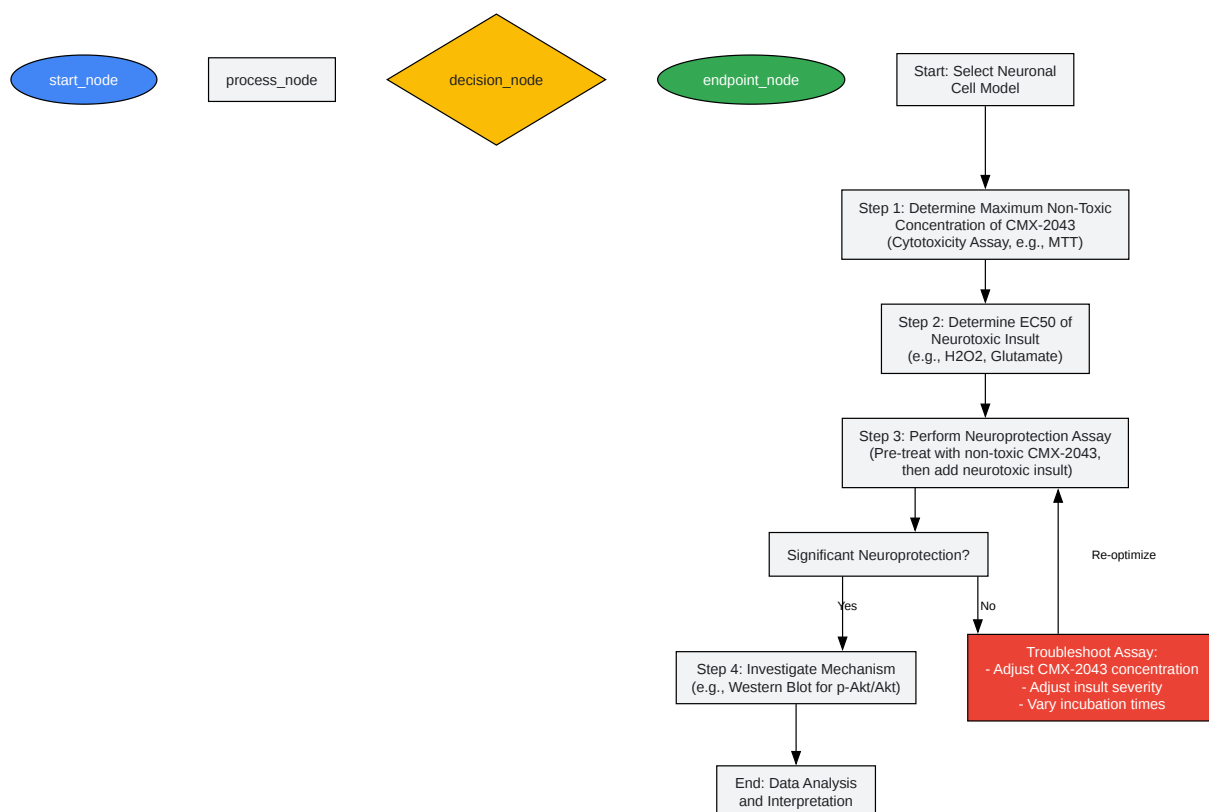 start_node
process_node
decision_node
endpoint_node
Start: Select Neuronal
Cell Model
Step 1: Determine Maximum Non-Toxic
Concentration of CMX-2043
(Cytotoxicity Assay, e.g., MTT)
Step 2: Determine EC50 of
Neurotoxic Insult
(e.g., H2O2, Glutamate)
Step 3: Perform Neuroprotection Assay
(Pre-treat with non-toxic CMX-2043,
then add neurotoxic insult)
Significant Neuroprotection?
Re-optimize
Yes
No
Troubleshoot Assay:
- Adjust CMX-2043 concentration
- Adjust insult severity
- Vary incubation times
Step 4: Investigate Mechanism
(e.g., Western Blot for p-Akt/Akt)
End: Data Analysis
and Interpretation